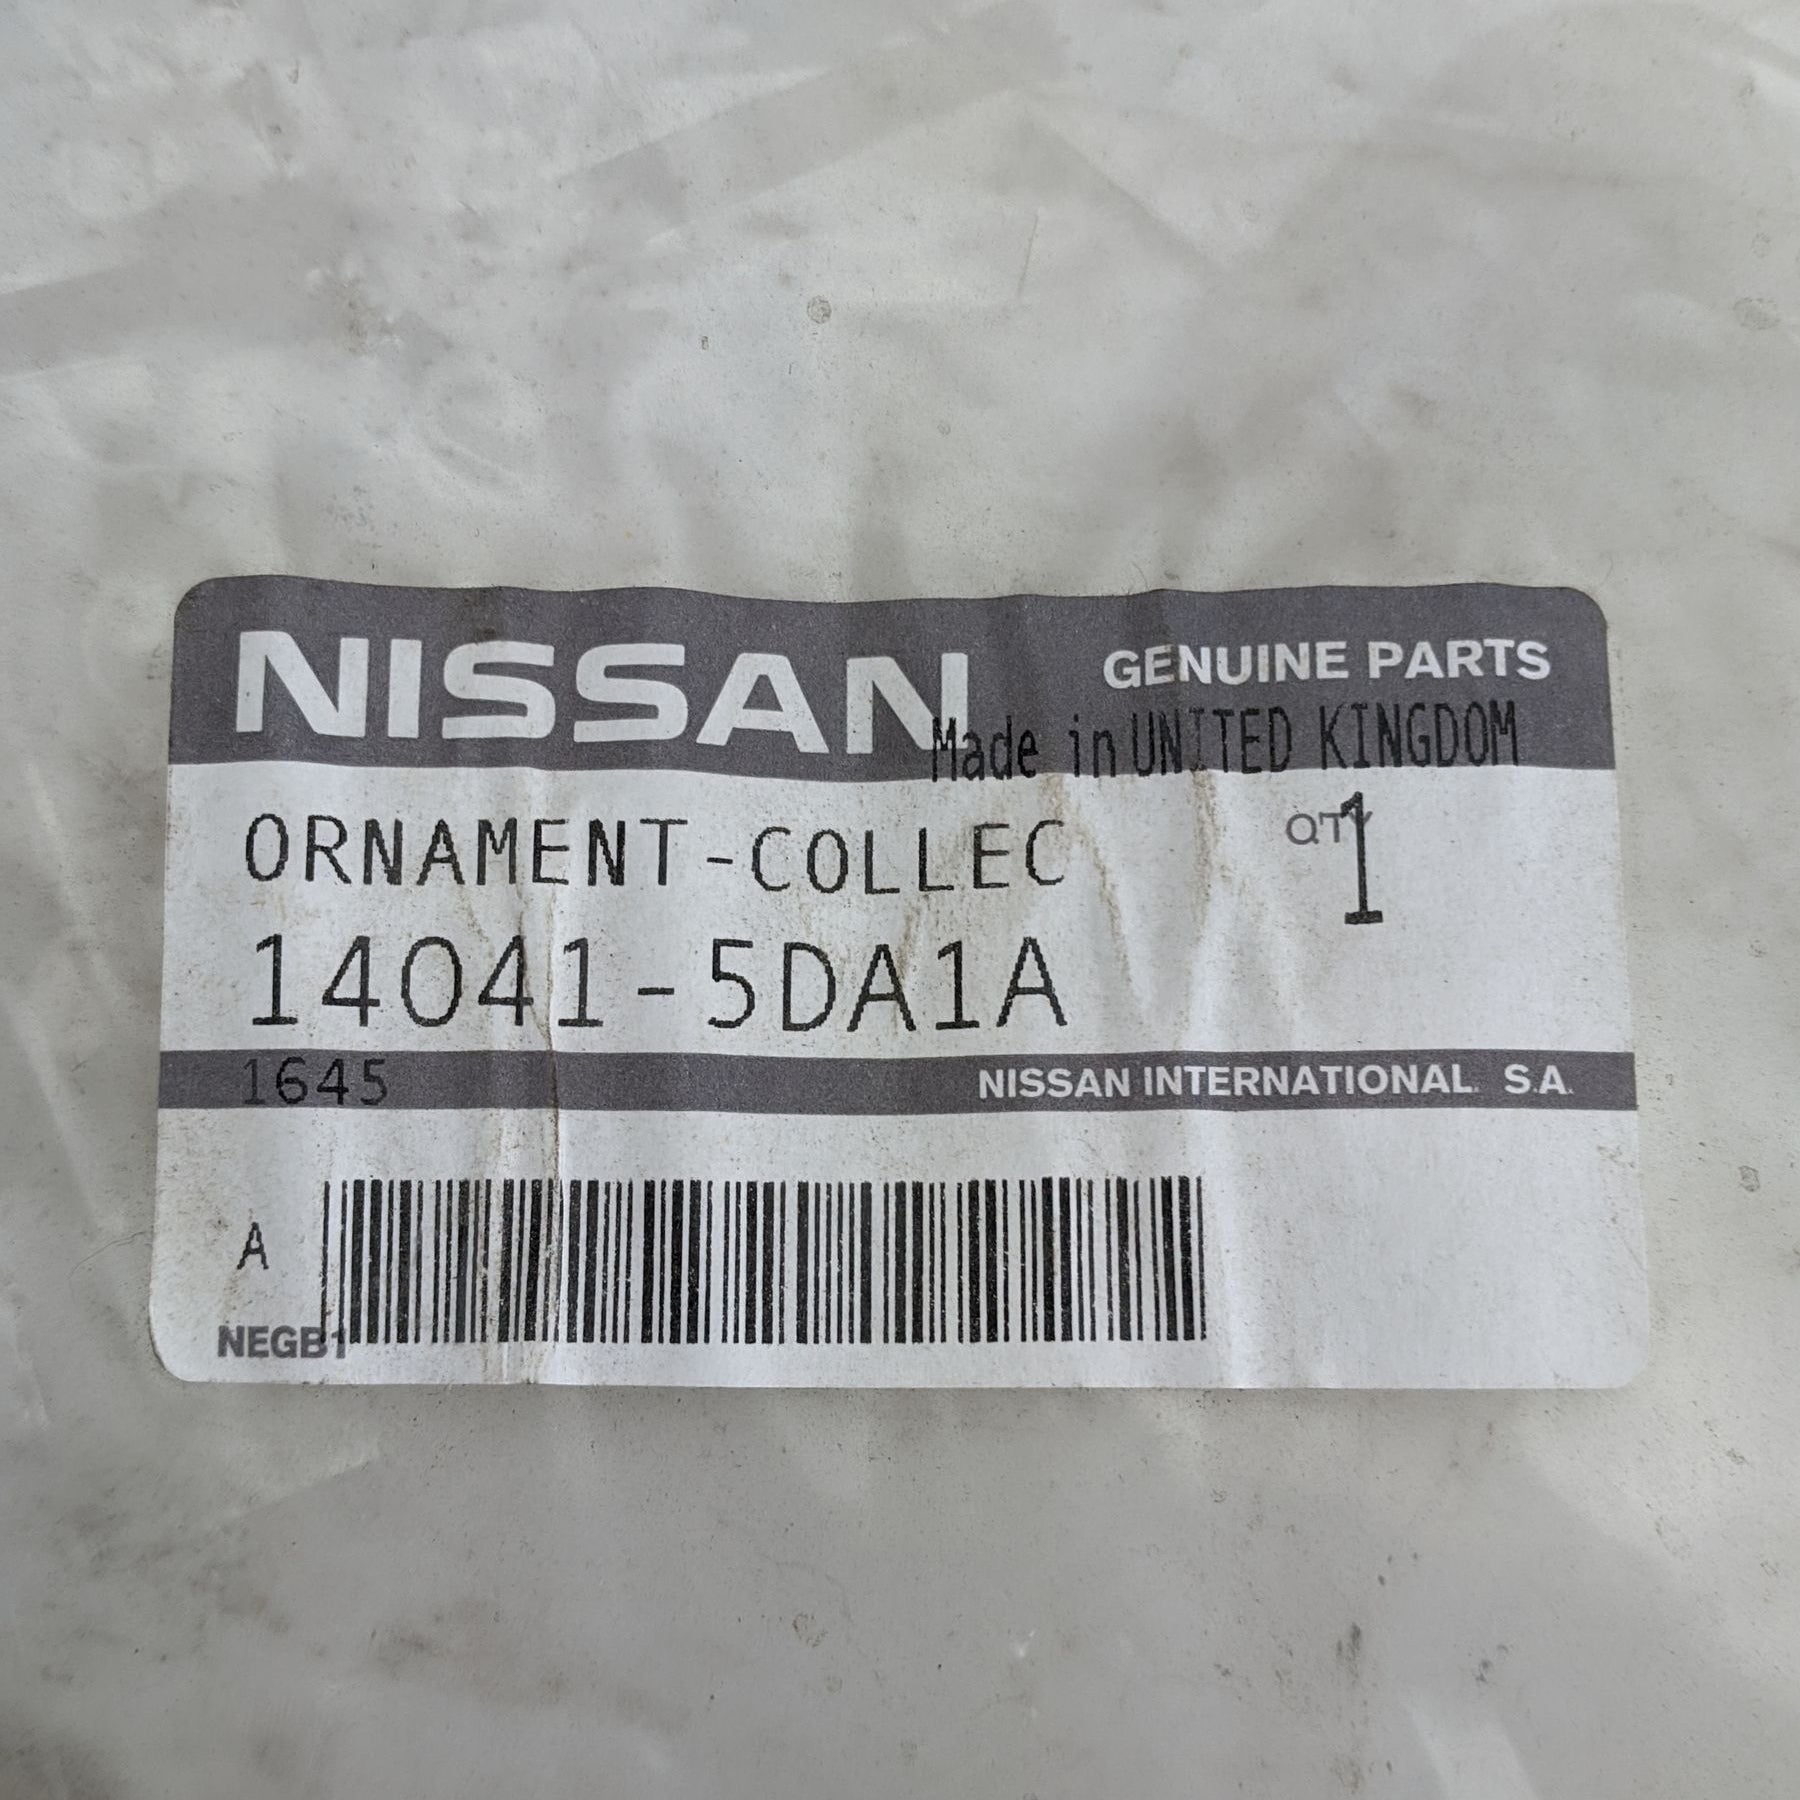 NISSAN GENUINE PARTS
Made in UNITED KINGDOM
ORNAMENT-COLLEC QTY 1
14041-5DA1A
1645 NISSAN INTERNATIONAL S.A.
A
NEGB1